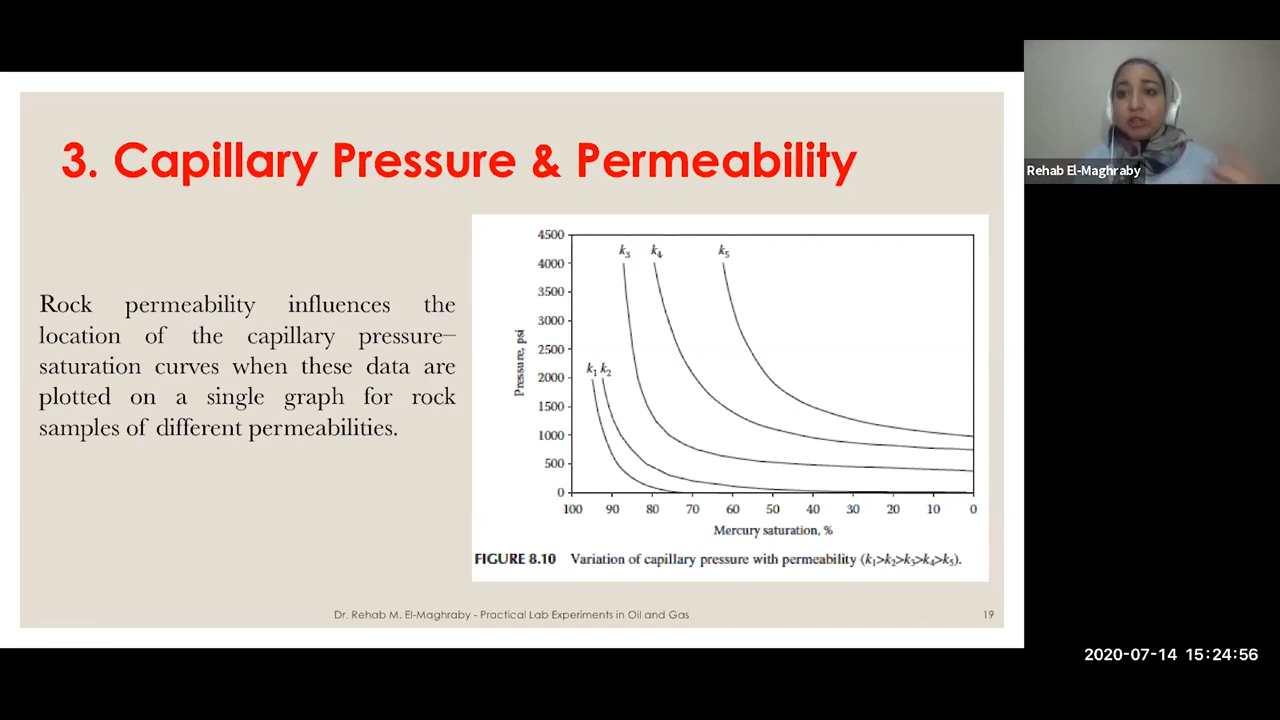 3. Capillary Pressure & Permeability
Rehab El-Maghraby
Rock permeability influences the
location of the capillary pressure–
saturation curves when these data are
plotted on a single graph for rock
samples of different permeabilities.
4500
4000
3500
3000
2500
2000
1500
1000
500
0
Pressure, psi
k3 k4 k5
k1 k2
100 90 80 70 60 50 40 30 20 10 0
Mercury saturation, %
FIGURE 8.10 Variation of capillary pressure with permeability (k1>k2>k3>k4>k5).
Dr. Rehab M. El-Maghraby - Practical Lab Experiments in Oil and Gas
19
2020-07-14 15:24:56